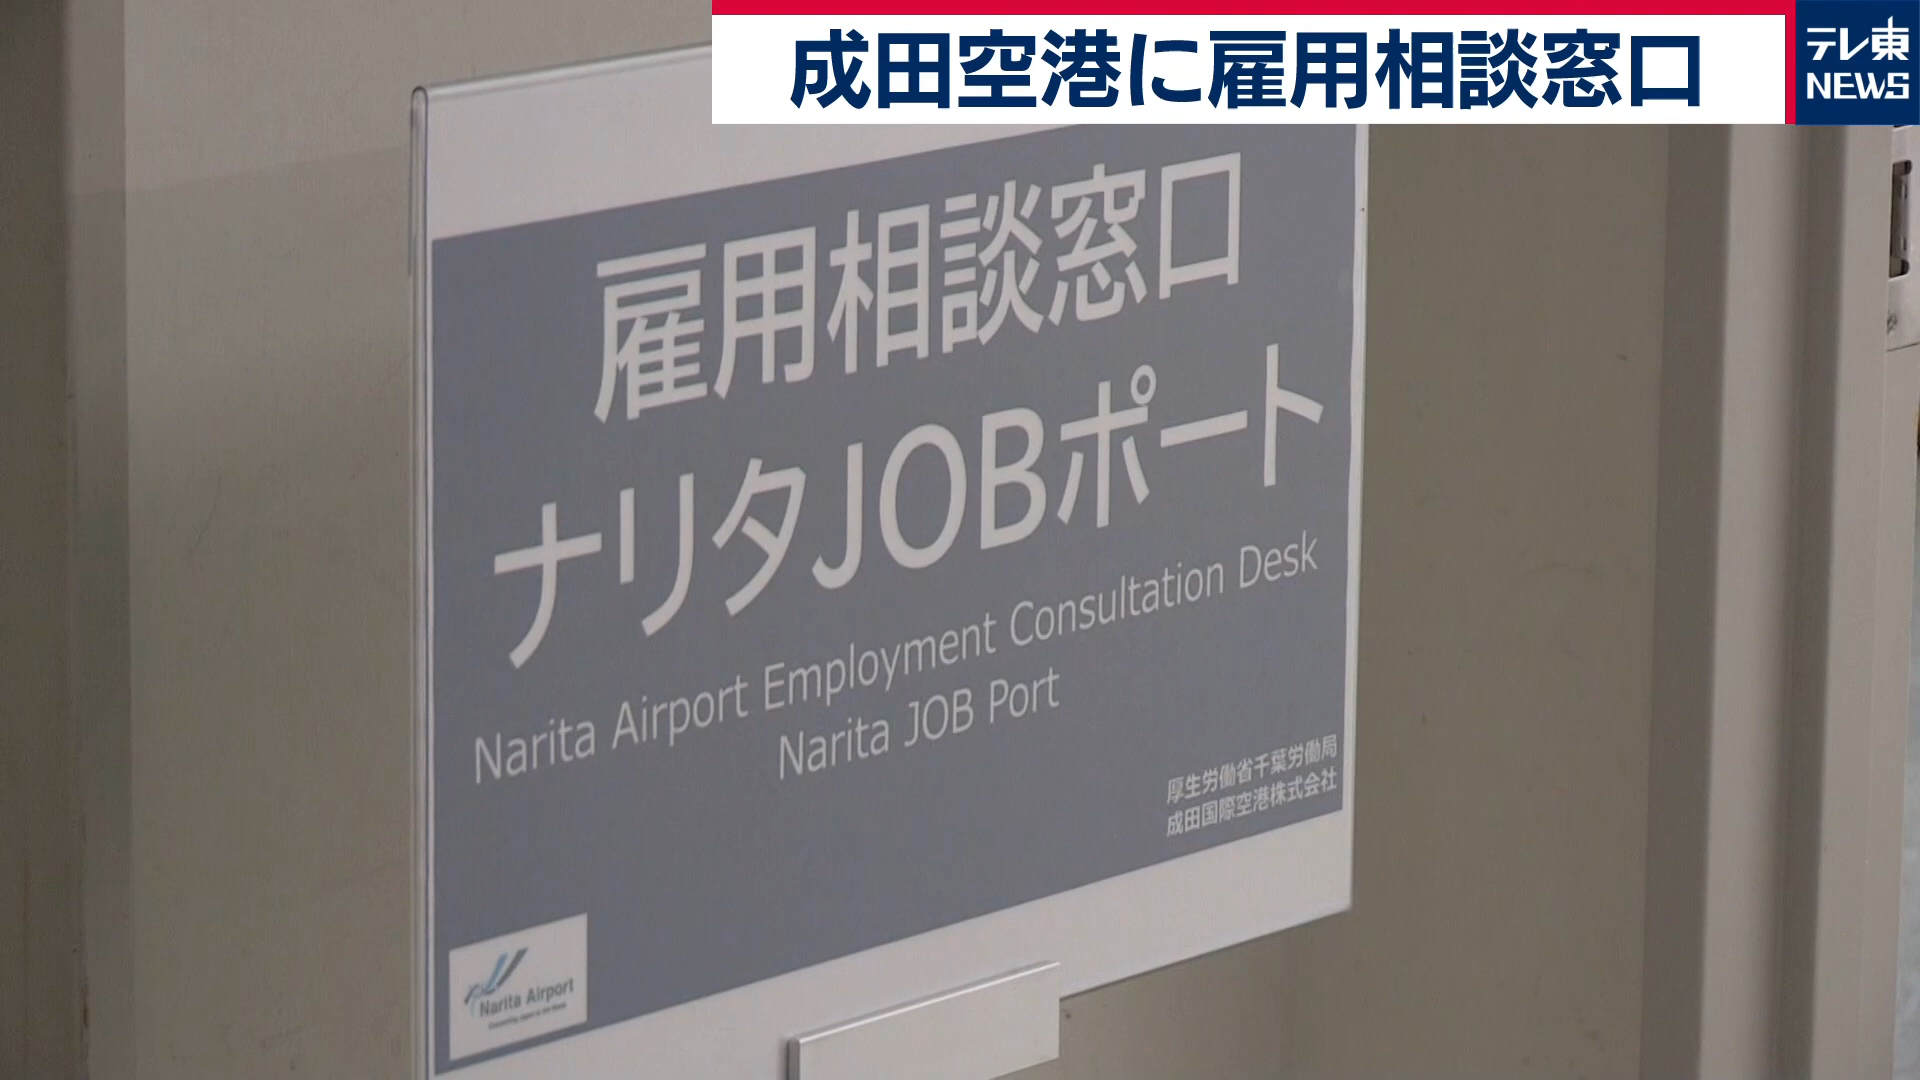 成田空港に雇用相談窓口
テレ東
NEWS
雇用相談窓口
ナリタJOBポート
Narita Airport Employment Consultation Desk
Narita JOB Port
厚生労働省千葉労働局
成田国際空港株式会社
Narita Airport